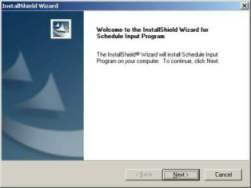 InstallShield Wizard
Welcome to the InstallShield Wizard for
Schedule Input Program
The InstallShield® Wizard will install Schedule Input
Program on your computer. To continue, click Next.
< Back
Next >
Cancel